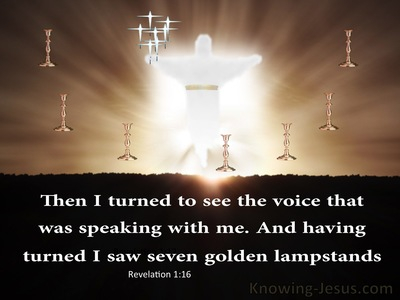 Then I turned to see the voice that
was speaking with me. And having
turned I saw seven golden lampstands
Revelation 1:16
Knowing-Jesus.com